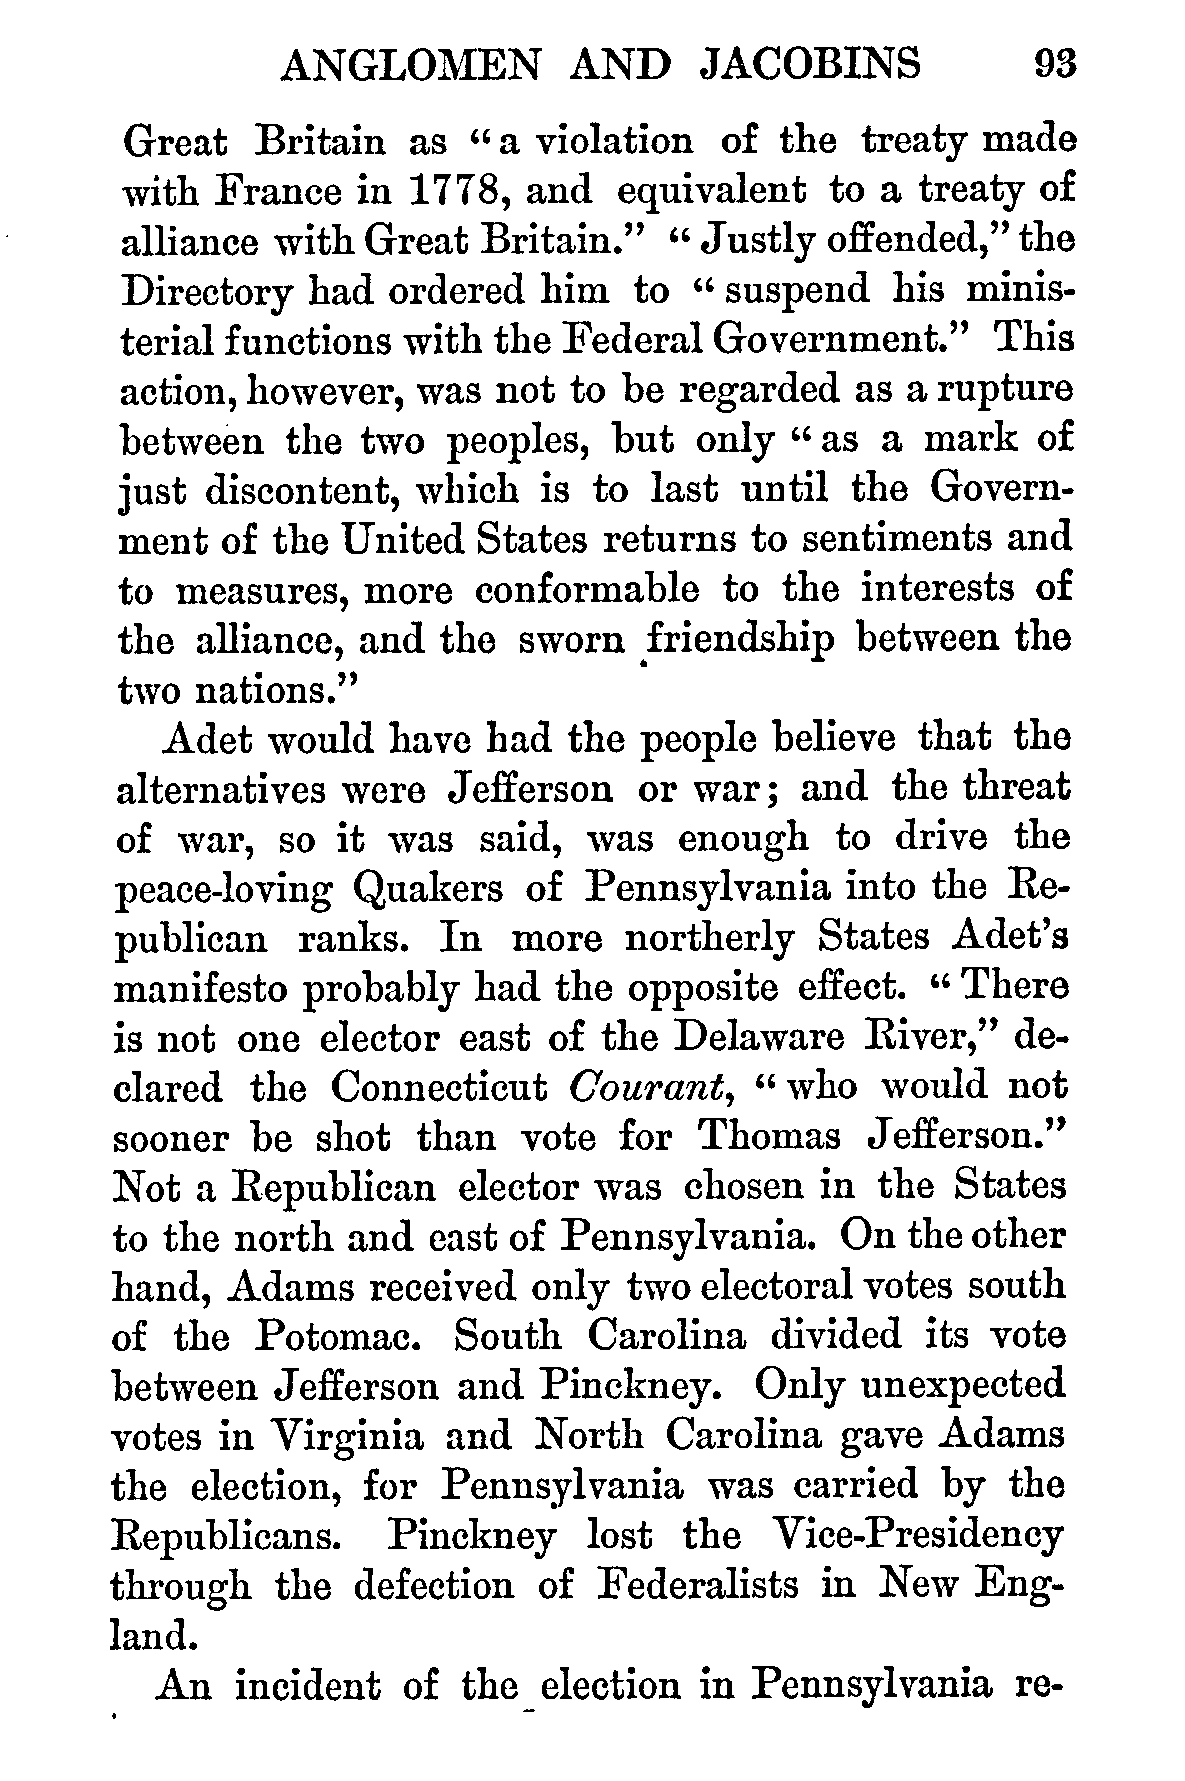 ANGLOMEN AND JACOBINS 93
Great Britain as “a violation of the treaty made
with France in 1778, and equivalent to a treaty of
alliance with Great Britain.” “Justly offended,” the
Directory had ordered him to “suspend his minis-
terial functions with the Federal Government.” This
action, however, was not to be regarded as a rupture
between the two peoples, but only “as a mark of
just discontent, which is to last until the Govern-
ment of the United States returns to sentiments and
to measures, more conformable to the interests of
the alliance, and the sworn friendship between the
two nations.”
Adet would have had the people believe that the
alternatives were Jefferson or war; and the threat
of war, so it was said, was enough to drive the
peace-loving Quakers of Pennsylvania into the Re-
publican ranks. In more northerly States Adet’s
manifesto probably had the opposite effect. “There
is not one elector east of the Delaware River,” de-
clared the Connecticut Courant, “who would not
sooner be shot than vote for Thomas Jefferson.”
Not a Republican elector was chosen in the States
to the north and east of Pennsylvania. On the other
hand, Adams received only two electoral votes south
of the Potomac. South Carolina divided its vote
between Jefferson and Pinckney. Only unexpected
votes in Virginia and North Carolina gave Adams
the election, for Pennsylvania was carried by the
Republicans. Pinckney lost the Vice-Presidency
through the defection of Federalists in New Eng-
land.
An incident of the election in Pennsylvania re-